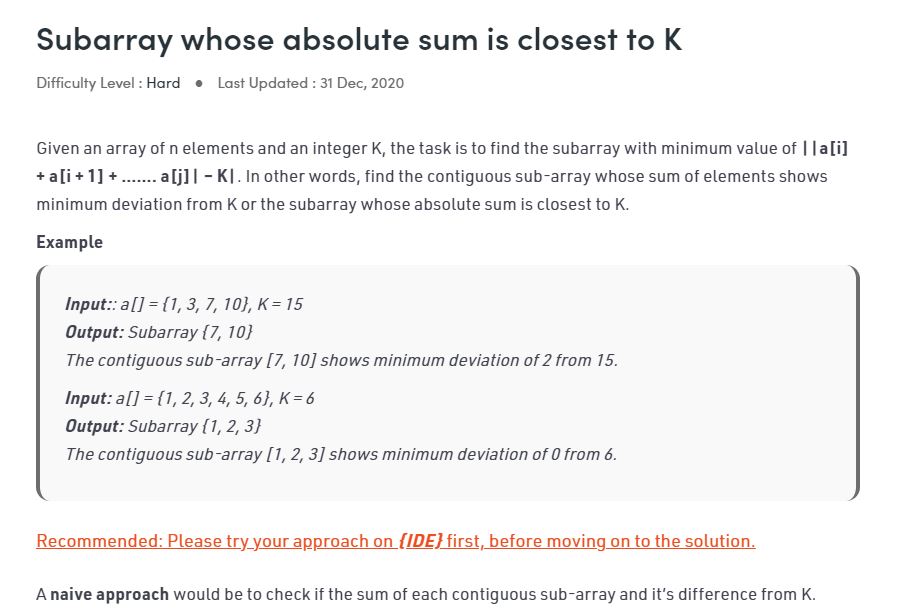 Subarray whose absolute sum is closest to K
Difficulty Level : Hard ● Last Updated : 31 Dec, 2020
Given an array of n elements and an integer K, the task is to find the subarray with minimum value of ||a[i]
+ a[i + 1] + ……. a[j]| – K|. In other words, find the contiguous sub-array whose sum of elements shows
minimum deviation from K or the subarray whose absolute sum is closest to K.
Example
Input:: a[] = {1, 3, 7, 10}, K = 15
Output: Subarray {7, 10}
The contiguous sub-array [7, 10] shows minimum deviation of 2 from 15.
Input: a[] = {1, 2, 3, 4, 5, 6}, K = 6
Output: Subarray {1, 2, 3}
The contiguous sub-array [1, 2, 3] shows minimum deviation of 0 from 6.
Recommended: Please try your approach on {IDE} first, before moving on to the solution.
A naive approach would be to check if the sum of each contiguous sub-array and it's difference from K.